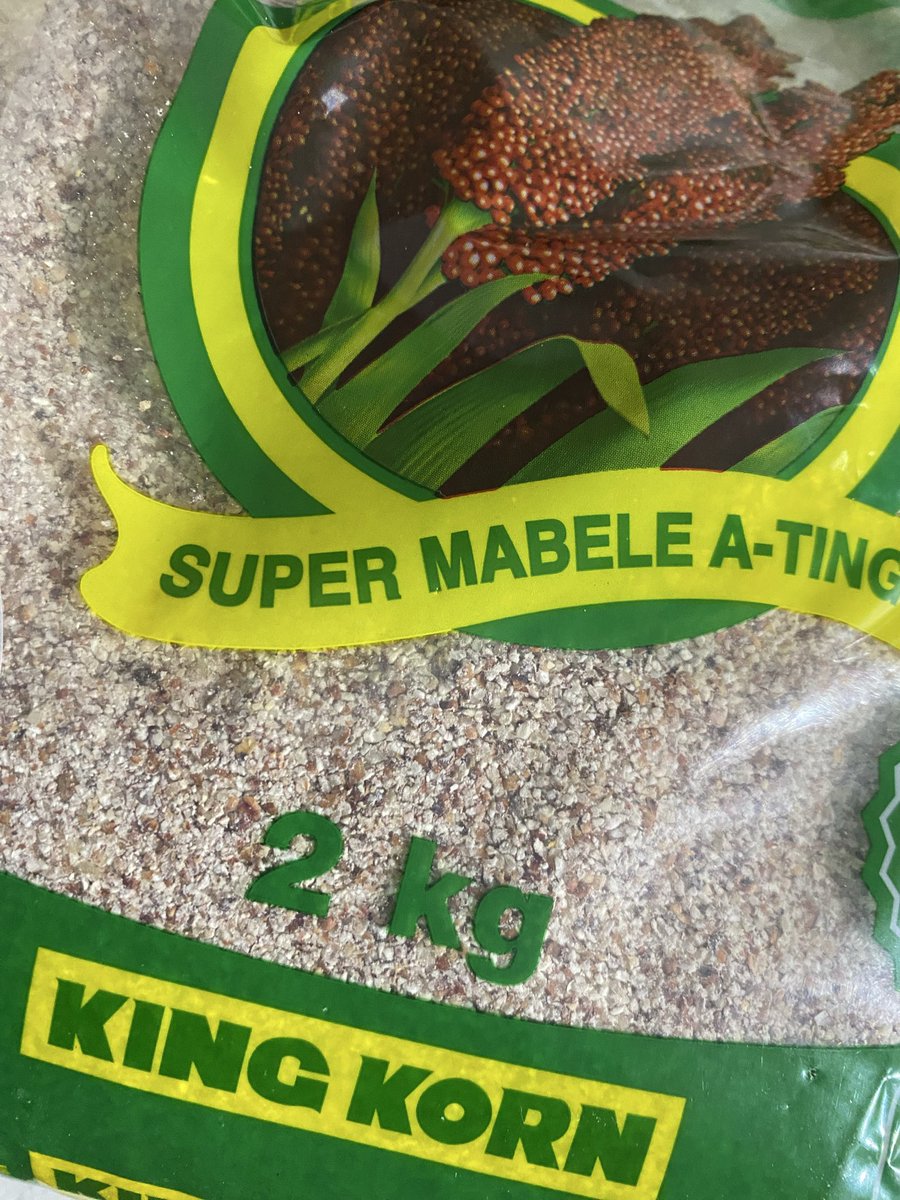 SUPER MABELE A-TING
2 kg
KING KORN